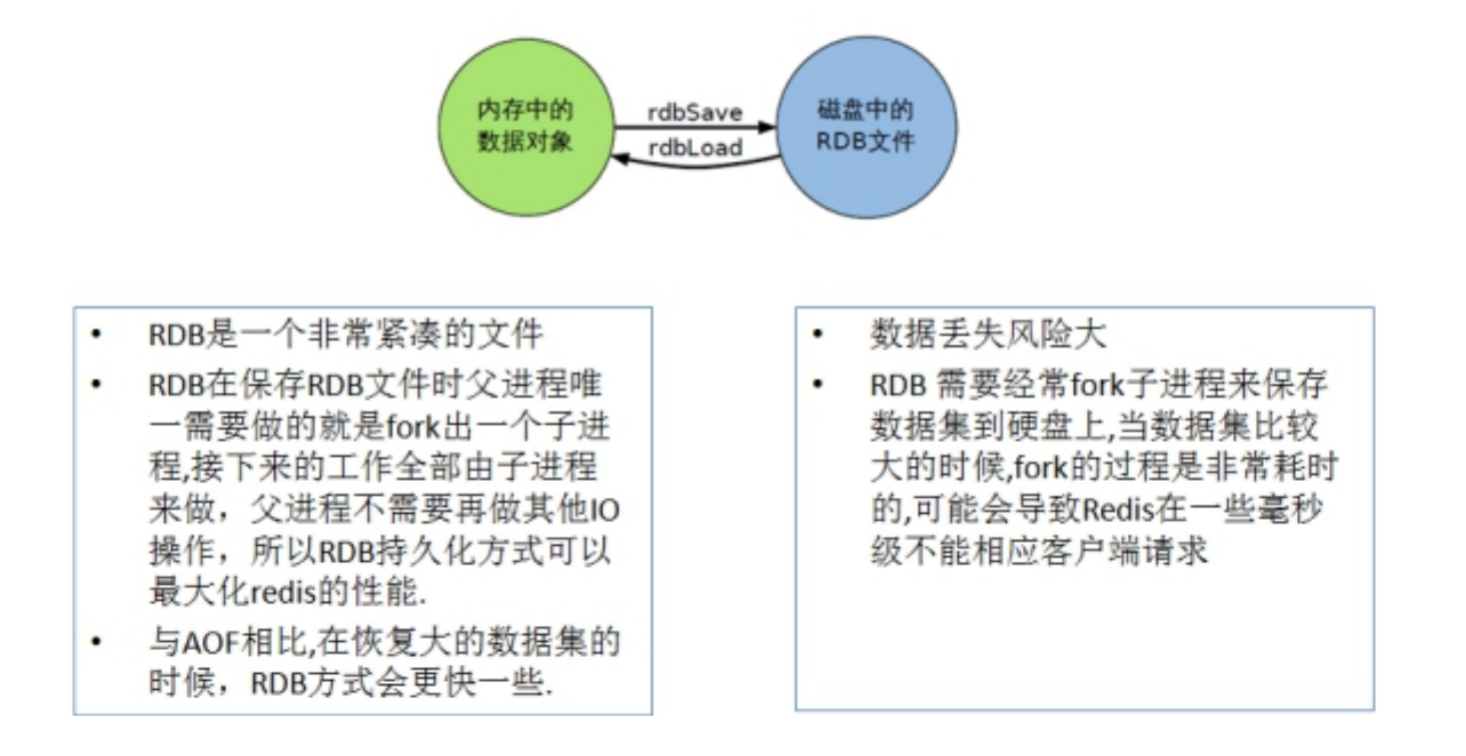 内存中的
数据对象
rdbSave
rdbLoad
磁盘中的
RDB文件
• RDB是一个非常紧凑的文件
• RDB在保存RDB文件时父进程唯
一需要做的就是fork出一个子进
程,接下来的工作全部由子进程
来做，父进程不需要再做其他IO
操作，所以RDB持久化方式可以
最大化redis的性能.
• 与AOF相比,在恢复大的数据集的
时候，RDB方式会更快一些.
• 数据丢失风险大
• RDB 需要经常fork子进程来保存
数据集到硬盘上,当数据集比较
大的时候,fork的过程是非常耗时
的,可能会导致Redis在一些毫秒
级不能相应客户端请求